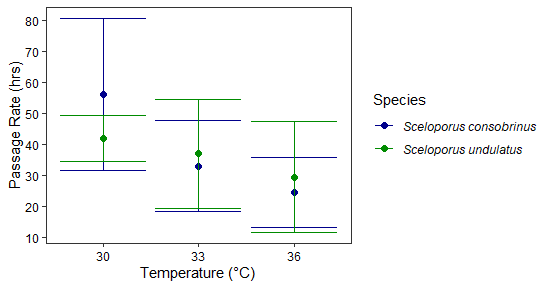 Passage Rate (hrs)
80
70
60
50
40
30
20
10
30 33 36
Temperature (°C)
Species
Sceloporus consobrinus
Sceloporus undulatus